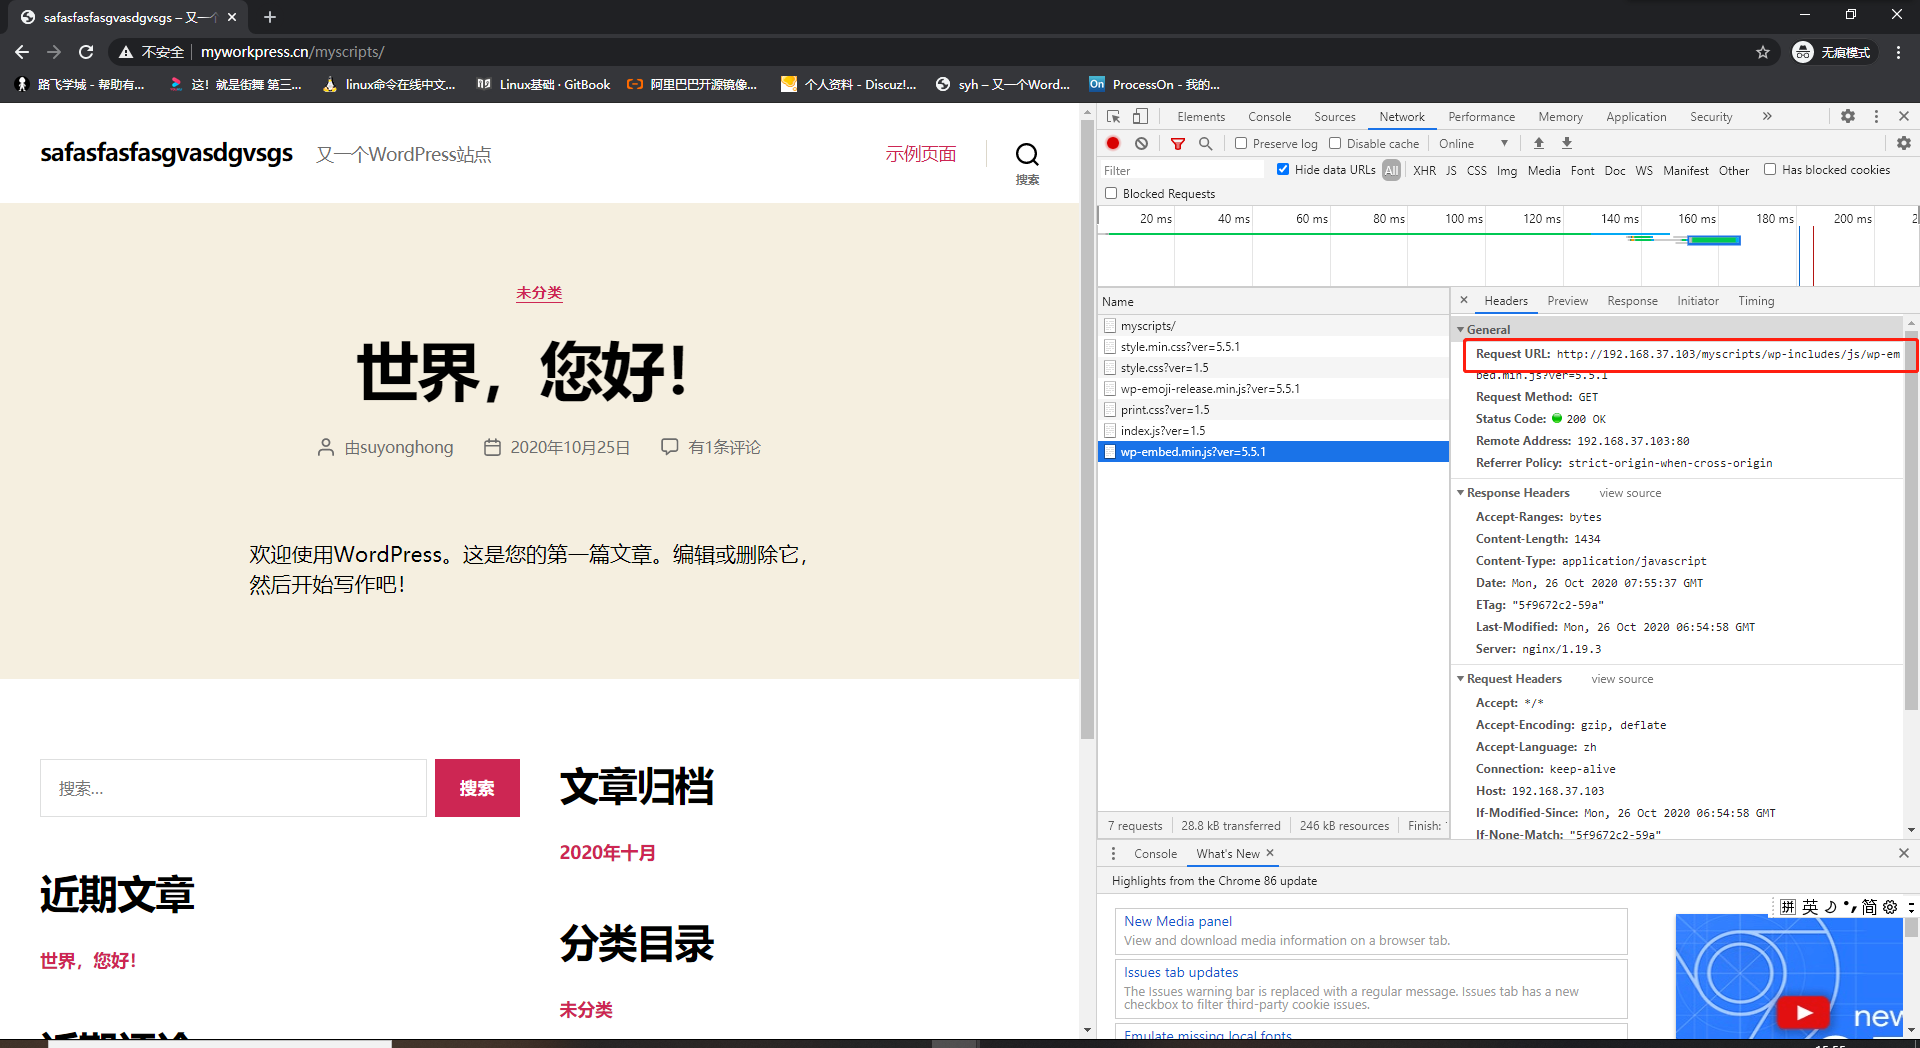 safasfasfasgvasdgvsgs – 又一个
不安全 myworkpress.cn/myscripts/
无痕模式
路飞学城 - 帮助有...
这！就是街舞 第三...
linux命令在线中文...
Linux基础 · GitBook
阿里巴巴开源镜像...
个人资料 - Discuz!...
syh – 又一个Word...
On ProcessOn - 我的...
safasfasfasgvasdgvsgs 又一个WordPress站点
示例页面
搜索
未分类
世界，您好！
由suyonghong 2020年10月25日 有1条评论
欢迎使用WordPress。这是您的第一篇文章。编辑或删除它，
然后开始写作吧！
搜索...
搜索
近期文章
世界，您好！
近期评论
文章归档
2020年十月
分类目录
未分类
Elements Console Sources Network Performance Memory Application Security »
Preserve log Disable cache Online
Filter Hide data URLs All XHR JS CSS Img Media Font Doc WS Manifest Other Has blocked cookies
Blocked Requests
20 ms 40 ms 60 ms 80 ms 100 ms 120 ms 140 ms 160 ms 180 ms 200 ms 2
Name
myscripts/
style.min.css?ver=5.5.1
style.css?ver=1.5
wp-emoji-release.min.js?ver=5.5.1
print.css?ver=1.5
index.js?ver=1.5
wp-embed.min.js?ver=5.5.1
7 requests 28.8 kB transferred 246 kB resources Finish:
Headers Preview Response Initiator Timing
General
Request URL: http://192.168.37.103/myscripts/wp-includes/js/wp-em
bed.min.js?ver=5.5.1
Request Method: GET
Status Code: 200 OK
Remote Address: 192.168.37.103:80
Referrer Policy: strict-origin-when-cross-origin
Response Headers view source
Accept-Ranges: bytes
Content-Length: 1434
Content-Type: application/javascript
Date: Mon, 26 Oct 2020 07:55:37 GMT
ETag: "5f9672c2-59a"
Last-Modified: Mon, 26 Oct 2020 06:54:58 GMT
Server: nginx/1.19.3
Request Headers view source
Accept: */*
Accept-Encoding: gzip, deflate
Accept-Language: zh
Connection: keep-alive
Host: 192.168.37.103
If-Modified-Since: Mon, 26 Oct 2020 06:54:58 GMT
If-None-Match: "5f9672c2-59a"
Console What's New
Highlights from the Chrome 86 update
New Media panel
View and download media information on a browser tab.
Issues tab updates
The Issues warning bar is replaced with a regular message. Issues tab has a new
checkbox to filter third-party cookie issues.
Emulate missing local fonts
拼 英 简
new
15:55